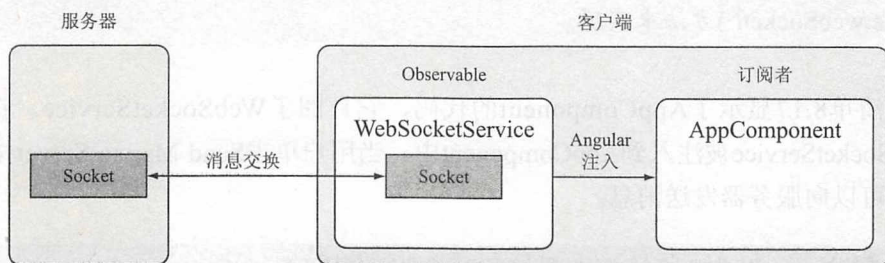 服务器
客户端
Observable
订阅者
WebSocketService
AppComponent
Angular
注入
消息交换
Socket
Socket